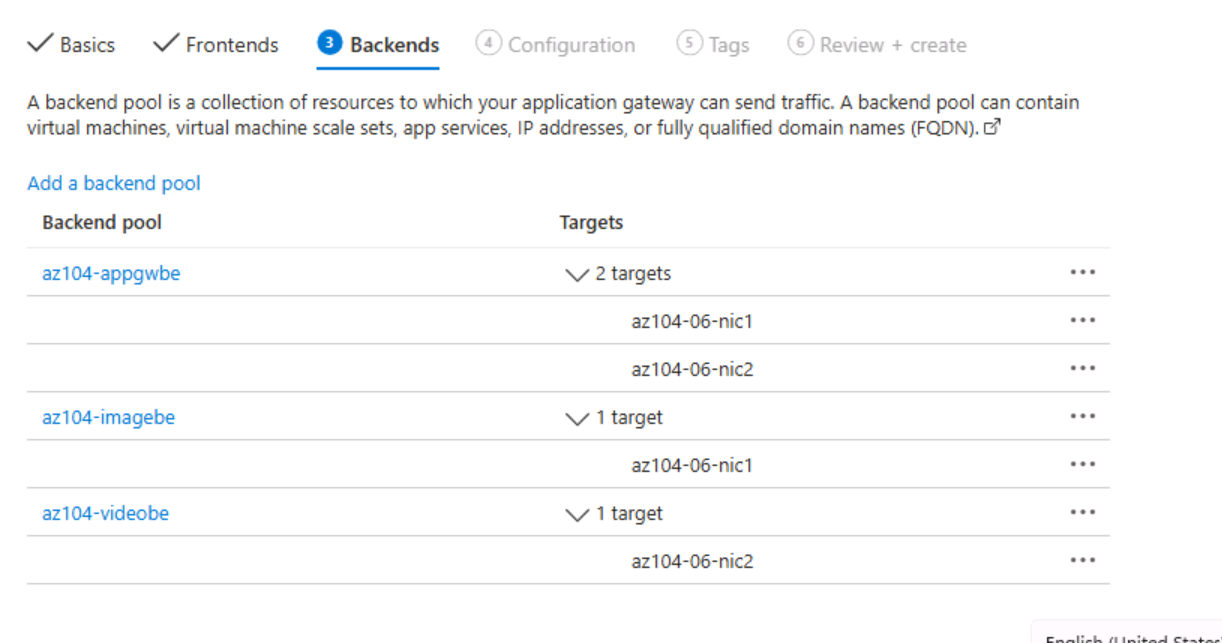 Basics Frontends 3 Backends 4 Configuration 5 Tags 6 Review + create
A backend pool is a collection of resources to which your application gateway can send traffic. A backend pool can contain
virtual machines, virtual machine scale sets, app services, IP addresses, or fully qualified domain names (FQDN).
Add a backend pool
Backend pool Targets
az104-appgwbe 2 targets
az104-06-nic1
az104-06-nic2
az104-imagebe 1 target
az104-06-nic1
az104-videobe 1 target
az104-06-nic2
English (United States